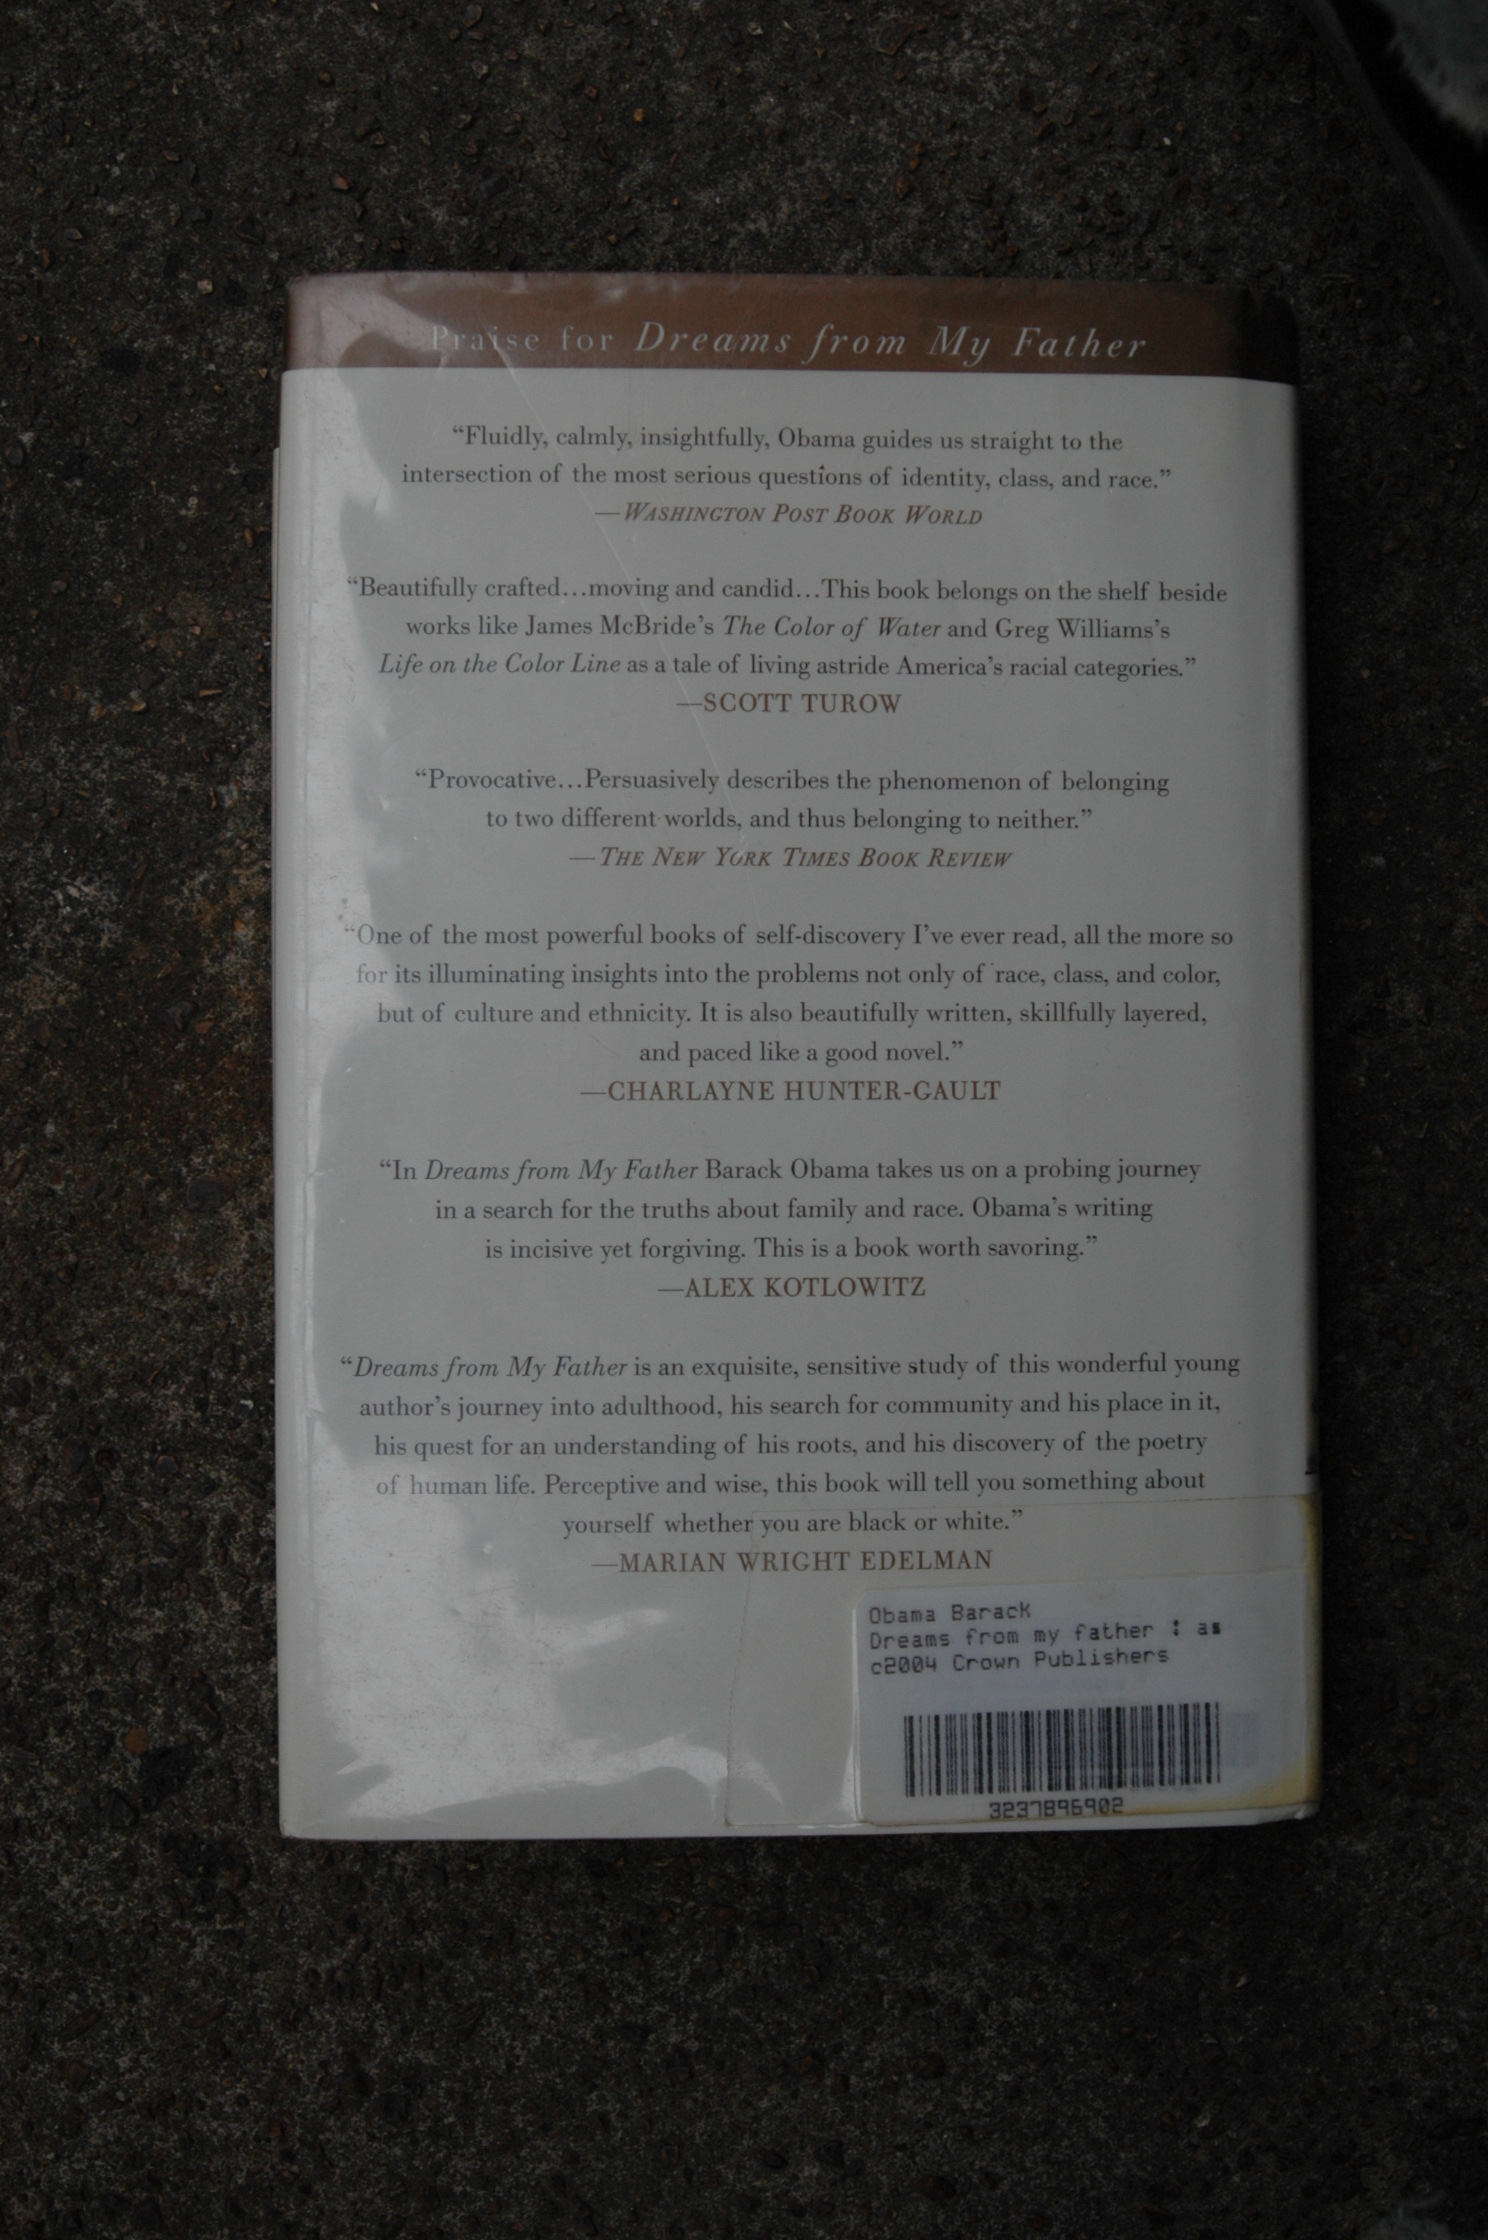 Praise for Dreams from My Father
“Fluidly, calmly, insightfully, Obama guides us straight to the
intersection of the most serious questions of identity, class, and race.”
—WASHINGTON POST BOOK WORLD
“Beautifully crafted...moving and candid...This book belongs on the shelf beside
works like James McBride’s The Color of Water and Greg Williams’s
Life on the Color Line as a tale of living astride America’s racial categories.”
—SCOTT TUROW
“Provocative...Persuasively describes the phenomenon of belonging
to two different worlds, and thus belonging to neither.”
—THE NEW YORK TIMES BOOK REVIEW
“One of the most powerful books of self-discovery I’ve ever read, all the more so
for its illuminating insights into the problems not only of race, class, and color,
but of culture and ethnicity. It is also beautifully written, skillfully layered,
and paced like a good novel.”
—CHARLAYNE HUNTER-GAULT
“In Dreams from My Father Barack Obama takes us on a probing journey
in a search for the truths about family and race. Obama’s writing
is incisive yet forgiving. This is a book worth savoring.”
—ALEX KOTLOWITZ
“Dreams from My Father is an exquisite, sensitive study of this wonderful young
author’s journey into adulthood, his search for community and his place in it,
his quest for an understanding of his roots, and his discovery of the poetry
of human life. Perceptive and wise, this book will tell you something about
yourself whether you are black or white.”
—MARIAN WRIGHT EDELMAN
Obama Barack
Dreams from my father : as
c2004 Crown Publishers
3237896902